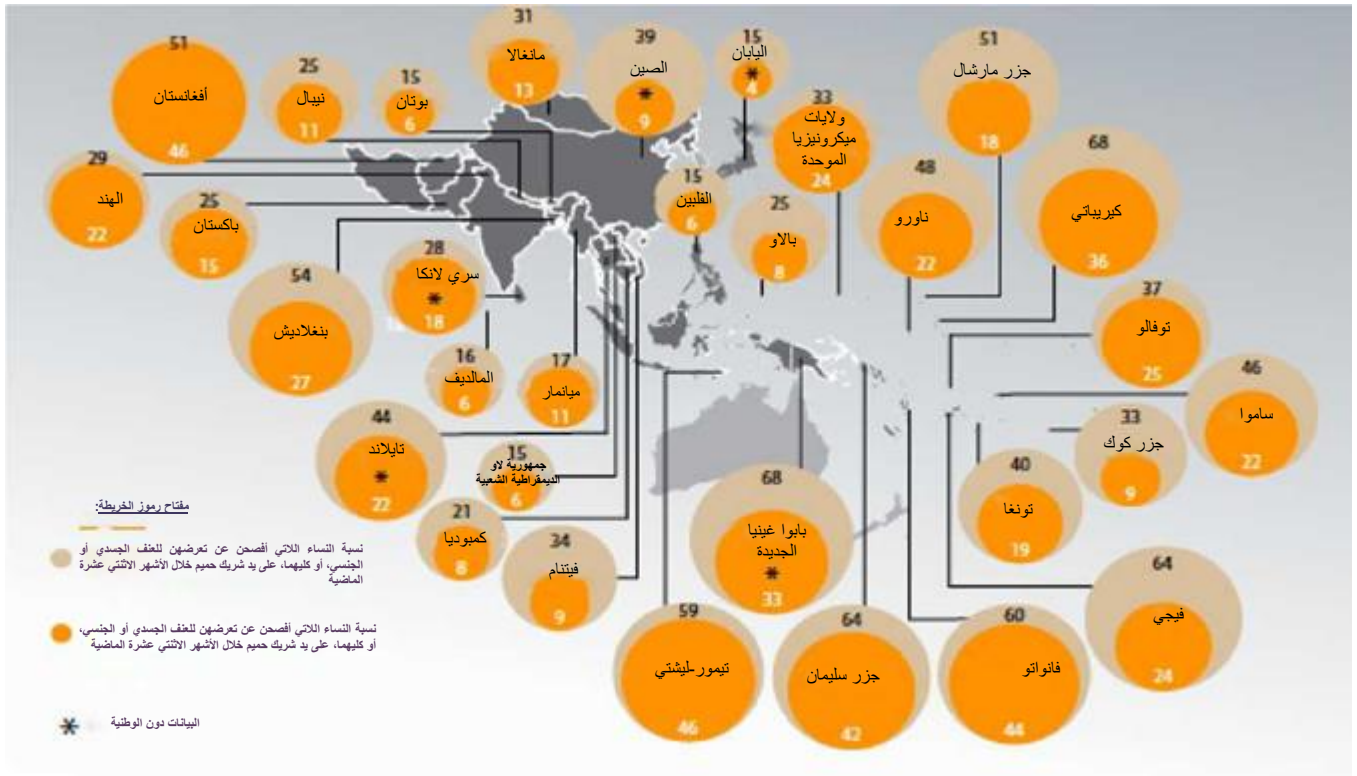 51
أفغانستان
46
25
نيبال
11
15
بوتان
6
31
مانغالا
13
39
الصين
*
9
15
اليابان
*
4
33
ولايات
ميكرونيزيا
الموحدة
24
51
جزر مارشال
18
68
كيريباتي
36
48
ناورو
22
25
بالاو
8
15
الفلبين
6
29
الهند
22
25
باكستان
15
54
بنغلاديش
27
28
سري لانكا
*
18
16
المالديف
6
17
ميانمار
11
37
توفالو
25
46
ساموا
22
33
جزر كوك
9
40
تونغا
19
44
تايلاند
*
22
15
جمهورية لاو
الديمقراطية الشعبية
6
21
كمبوديا
8
34
فيتنام
9
68
بابوا غينيا
الجديدة
*
33
59
تيمور-ليشتي
46
64
جزر سليمان
42
60
فانواتو
44
64
فيجي
24
مفتاح رموز الخريطة:
نسبة النساء اللاتي أفصحن عن تعرضهن للعنف الجسدي أو
الجنسي، أو كليهما، على يد شريك حميم خلال الأشهر الاثنتي عشرة
الماضية
نسبة النساء اللاتي أفصحن عن تعرضهن للعنف الجسدي أو الجنسي،
أو كليهما، على يد شريك حميم خلال الأشهر الاثنتي عشرة الماضية
* البيانات دون الوطنية